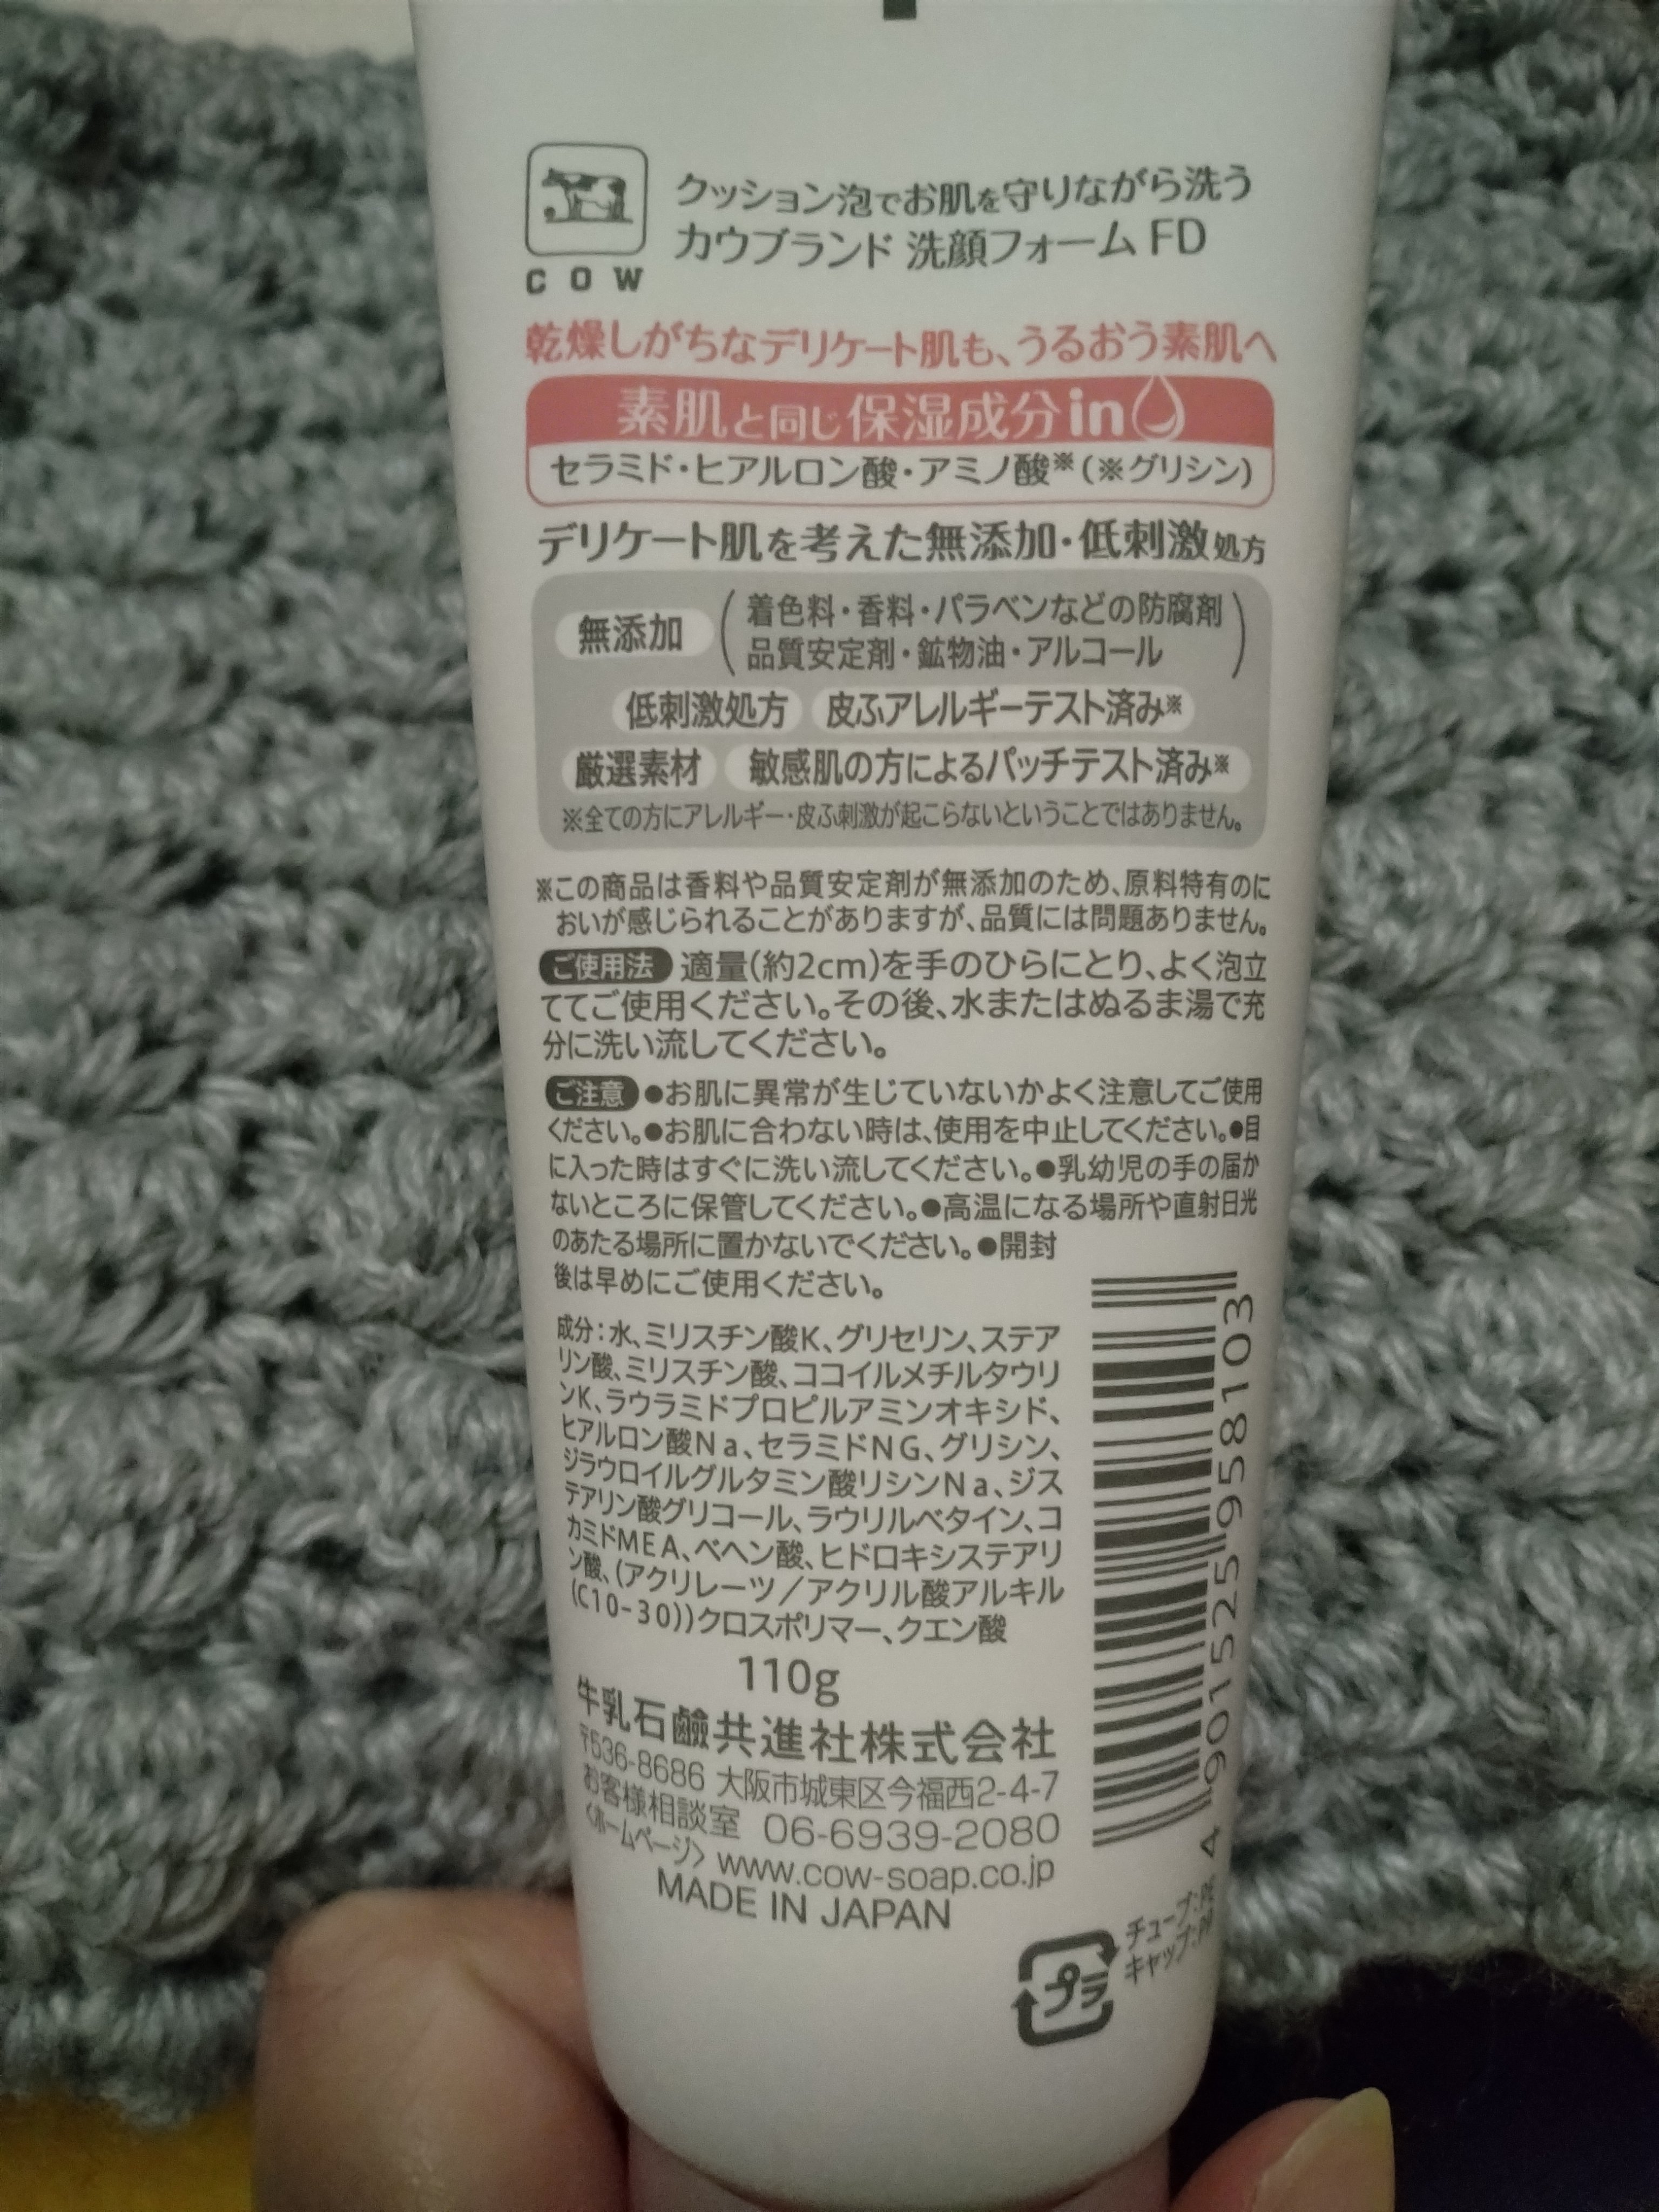 クッション泡でお肌を守りながら洗う
カウブランド 洗顔フォーム FD
COW
乾燥しがちなデリケート肌も、うるおう素肌へ
素肌と同じ保湿成分in
セラミド・ヒアルロン酸・アミノ酸※(※グリシン)
デリケート肌を考えた無添加・低刺激処方
無添加
着色料・香料・パラベンなどの防腐剤
品質安定剤・鉱物油・アルコール
低刺激処方 皮ふアレルギーテスト済み※
厳選素材 敏感肌の方によるパッチテスト済み※
※全ての方にアレルギー・皮ふ刺激が起こらないということではありません。
※この商品は香料や品質安定剤が無添加のため、原料特有のに
おいが感じられることがありますが、品質には問題ありません。
ご使用法 適量(約2cm)を手のひらにとり、よく泡立
ててご使用ください。その後、水またはぬるま湯で充
分に洗い流してください。
ご注意 ●お肌に異常が生じていないかよく注意してご使用
ください。●お肌に合わない時は、使用を中止してください。●目
に入った時はすぐに洗い流してください。●乳幼児の手の届か
ないところに保管してください。●高温になる場所や直射日光
のあたる場所に置かないでください。●開封
後は早めにご使用ください。
成分：水、ミリスチン酸K、グリセリン、ステア
リン酸、ミリスチン酸、ココイルメチルタウリ
ンK、ラウラミドプロピルアミンオキシド、
ヒアルロン酸Na、セラミドNG、グリシン、
ジラウロイルグルタミン酸リシンNa、ジス
テアリン酸グリコール、ラウリルベタイン、コ
カミドMEA、ベヘン酸、ヒドロキシステアリ
ン酸、(アクリレーツ／アクリル酸アルキル
(C10-30))クロスポリマー、クエン酸
110g
牛乳石鹼共進社株式会社
〒536-8686 大阪市城東区今福西2-4-7
お客様相談室 06-6939-2080
〈ホームページ〉 www.cow-soap.co.jp
MADE IN JAPAN
4 901525 958103
プラ
チューブ:PE
キャップ:PP